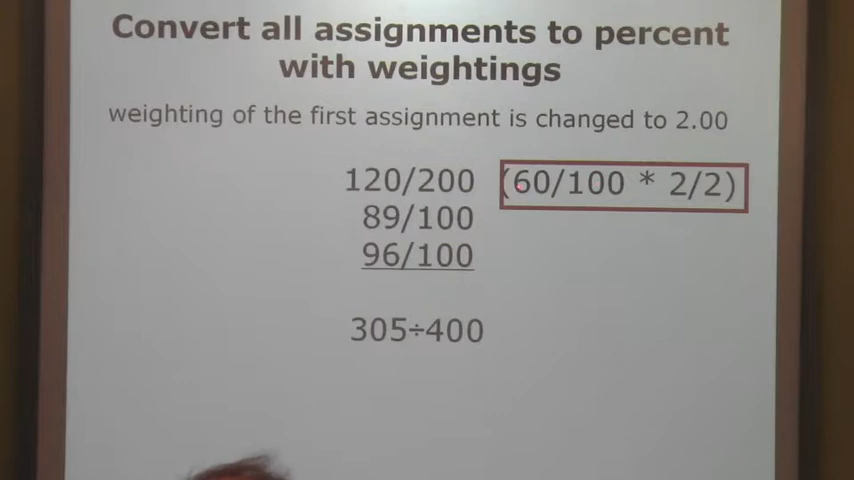 Convert all assignments to percent
with weightings
weighting of the first assignment is changed to 2.00
120/200 (60/100 * 2/2)
89/100
96/100
305÷400